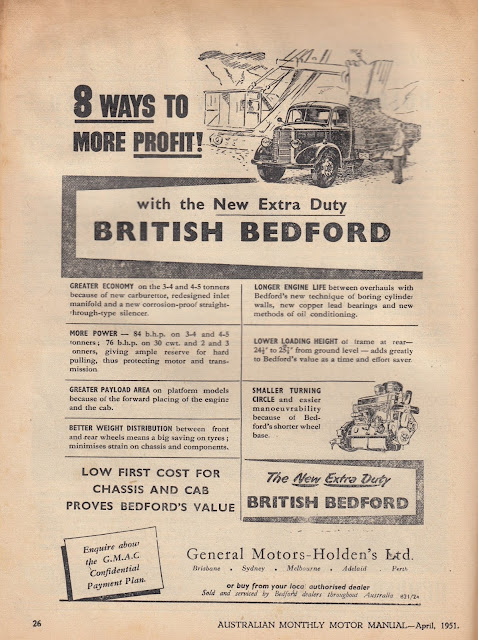 8 WAYS TO
MORE PROFIT!
with the New Extra Duty
BRITISH BEDFORD
GREATER ECONOMY on the 3-4 and 4-5 tonners
because of new carburettor, redesigned inlet
manifold and a new corrosion-proof straight-
through-type silencer.
MORE POWER — 84 b.h.p. on 3-4 and 4-5
tonners; 76 b.h.p. on 30 cwt. and 2 and 3
tonners, giving ample reserve for hard
pulling, thus protecting motor and trans-
mission
GREATER PAYLOAD AREA on platform models
because of the forward placing of the engine
and the cab.
BETTER WEIGHT DISTRIBUTION between front
and rear wheels means a big saving on tyres;
minimises strain on chassis and components.
LOW FIRST COST FOR
CHASSIS AND CAB
PROVES BEDFORD'S VALUE
LONGER ENGINE LIFE between overhauls with
Bedford's new technique of boring cylinder
walls, new copper lead bearings and new
methods of oil conditioning.
LOWER LOADING HEIGHT of frame at rear—
to from ground level — adds greatly
to Bedford's value as a time and effort saver
SMALLER TURNING
CIRCLE and easier
manoeuvrability
because of Bed-
ford's shorter wheel
base.
The New Extra Duty
BRITISH BEDFORD
Enquire about
the G.M.A.C
Confidential
Payment Plan.
General Motors-Holden's Ltd.
Brisbane . Sydney . Melbourne . Adelaid . Perth
or buy from your local authorised dealer
Sold and serviced by Bedford dealers throughout Australia
26
AUSTRALIAN MONTHLY MOTOR MANUAL—April, 1951.